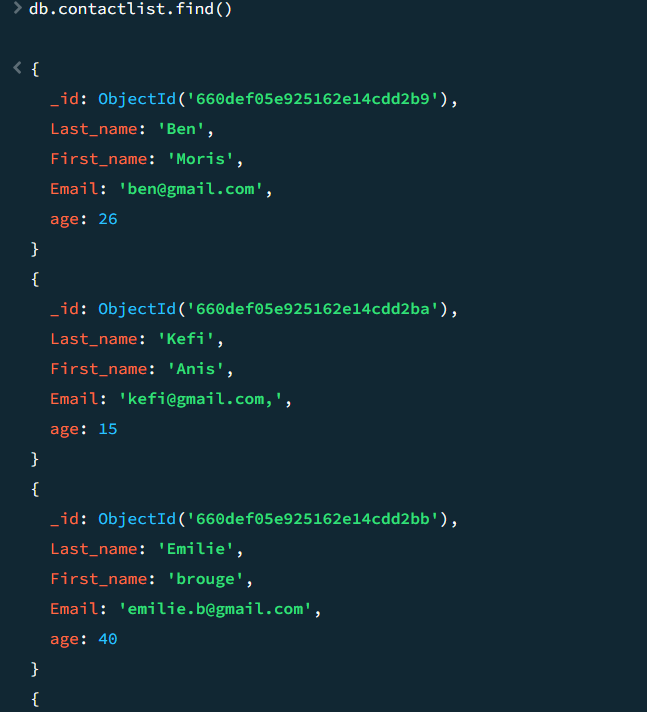 > db.contactlist.find()
< {
_id: ObjectId('660def05e925162e14cdd2b9'),
Last_name: 'Ben',
First_name: 'Moris',
Email: 'ben@gmail.com',
age: 26
}
{
_id: ObjectId('660def05e925162e14cdd2ba'),
Last_name: 'Kefi',
First_name: 'Anis',
Email: 'kefi@gmail.com,',
age: 15
}
{
_id: ObjectId('660def05e925162e14cdd2bb'),
Last_name: 'Emilie',
First_name: 'brouge',
Email: 'emilie.b@gmail.com',
age: 40
}
{